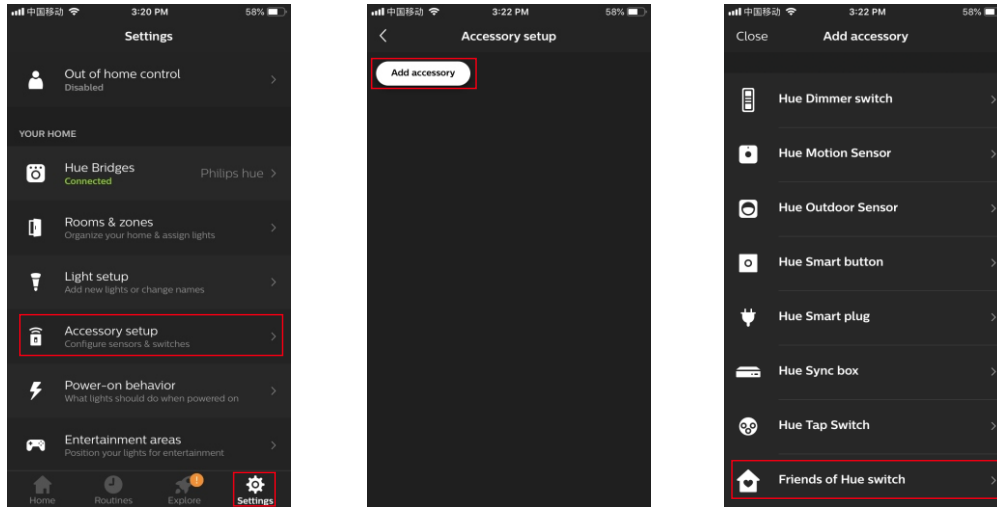 中国移动 3:20 PM 58%
Settings
Out of home control
Disabled
YOUR HOME
Hue Bridges
Connected
Philips hue
Rooms & zones
Organize your home & assign lights
Light setup
Add new lights or change names
Accessory setup
Configure sensors & switches
Power-on behavior
What lights should do when powered on
Entertainment areas
Position your lights for entertainment
Home Routines Explore Settings
中国移动 3:22 PM 58%
Accessory setup
Add accessory
中国移动 3:22 PM 58%
Close Add accessory
Hue Dimmer switch
Hue Motion Sensor
Hue Outdoor Sensor
Hue Smart button
Hue Smart plug
Hue Sync box
Hue Tap Switch
Friends of Hue switch